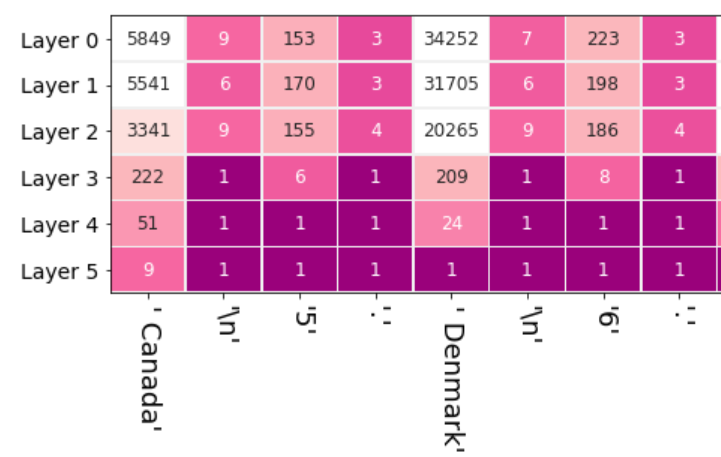 Layer 0 5849 9 153 3 34252 7 223 3
Layer 1 5541 6 170 3 31705 6 198 3
Layer 2 3341 9 155 4 20265 9 186 4
Layer 3 222 1 6 1 209 1 8 1
Layer 4 51 1 1 1 24 1 1 1
Layer 5 9 1 1 1 1 1 1 1
' Canada' '\n' '5' '.' ' Denmark' '\n' '6' '.'